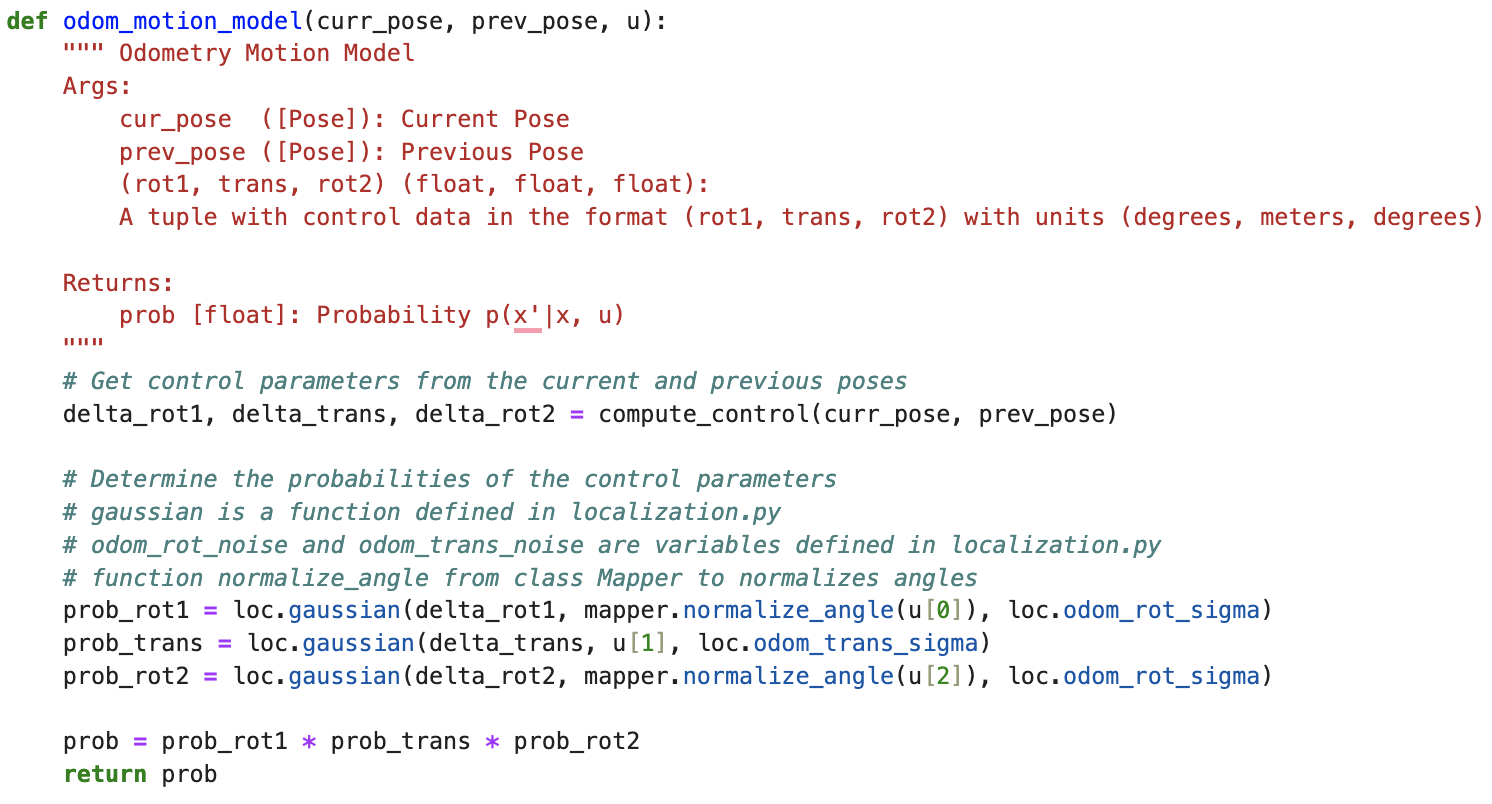 def odom_motion_model(curr_pose, prev_pose, u):
    """ Odometry Motion Model
    Args:
        cur_pose  ([Pose]): Current Pose
        prev_pose ([Pose]): Previous Pose
        (rot1, trans, rot2) (float, float, float):
        A tuple with control data in the format (rot1, trans, rot2) with units (degrees, meters, degrees)

    Returns:
        prob [float]: Probability p(x'|x, u)
    """
    # Get control parameters from the current and previous poses
    delta_rot1, delta_trans, delta_rot2 = compute_control(curr_pose, prev_pose)

    # Determine the probabilities of the control parameters
    # gaussian is a function defined in localization.py
    # odom_rot_noise and odom_trans_noise are variables defined in localization.py
    # function normalize_angle from class Mapper to normalizes angles
    prob_rot1 = loc.gaussian(delta_rot1, mapper.normalize_angle(u[0]), loc.odom_rot_sigma)
    prob_trans = loc.gaussian(delta_trans, u[1], loc.odom_trans_sigma)
    prob_rot2 = loc.gaussian(delta_rot2, mapper.normalize_angle(u[2]), loc.odom_rot_sigma)

    prob = prob_rot1 * prob_trans * prob_rot2
    return prob